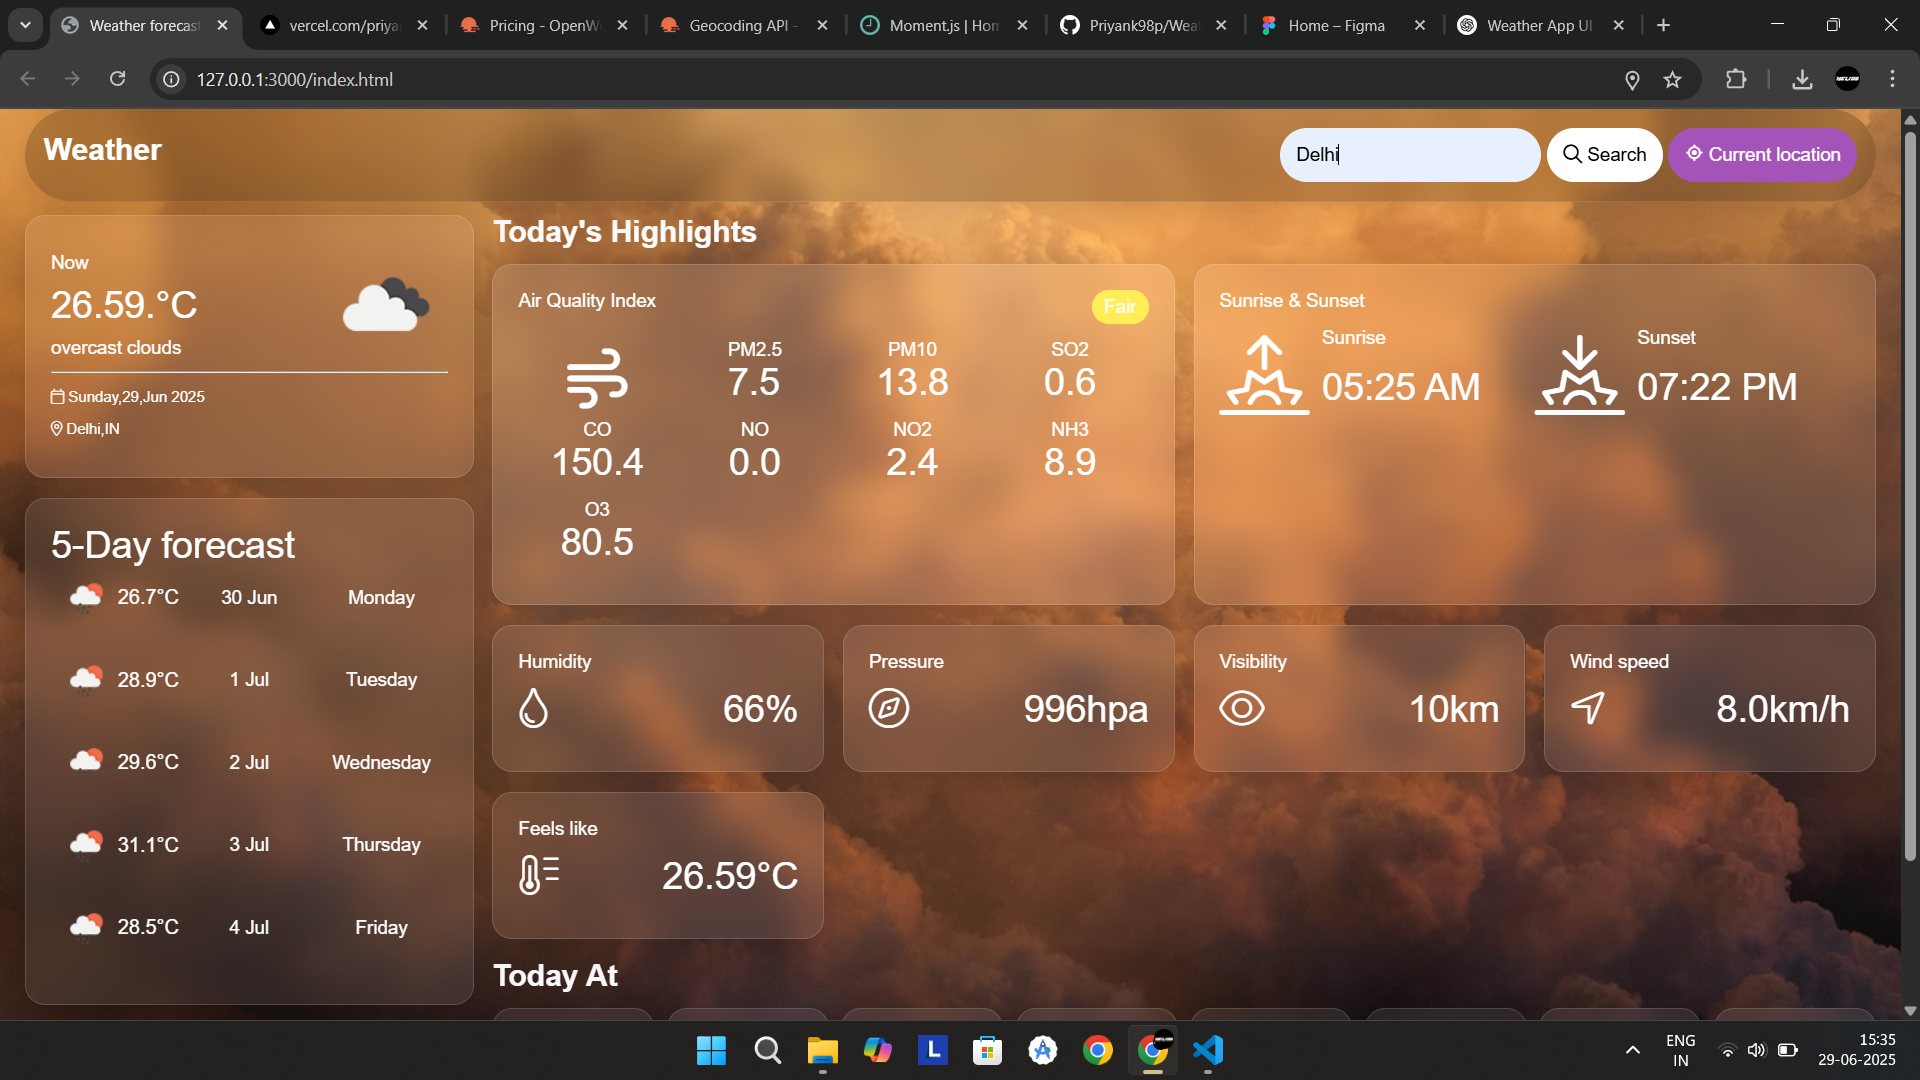 Weather forecast
vercel.com/priya
Pricing - OpenW
Geocoding API -
Moment.js | Hom
Priyank98p/Wea
Home – Figma
Weather App UI
127.0.0.1:3000/index.html
Weather
Delhi
Search
Current location
Now
26.59.°C
overcast clouds
Sunday,29,Jun 2025
Delhi,IN
5-Day forecast
26.7°C 30 Jun Monday
28.9°C 1 Jul Tuesday
29.6°C 2 Jul Wednesday
31.1°C 3 Jul Thursday
28.5°C 4 Jul Friday
Today's Highlights
Air Quality Index
Fair
PM2.5 PM10 SO2
7.5 13.8 0.6
CO NO NO2 NH3
150.4 0.0 2.4 8.9
O3
80.5
Sunrise & Sunset
Sunrise
05:25 AM
Sunset
07:22 PM
Humidity
66%
Pressure
996hpa
Visibility
10km
Wind speed
8.0km/h
Feels like
26.59°C
Today At
L
ENG
IN
15:35
29-06-2025